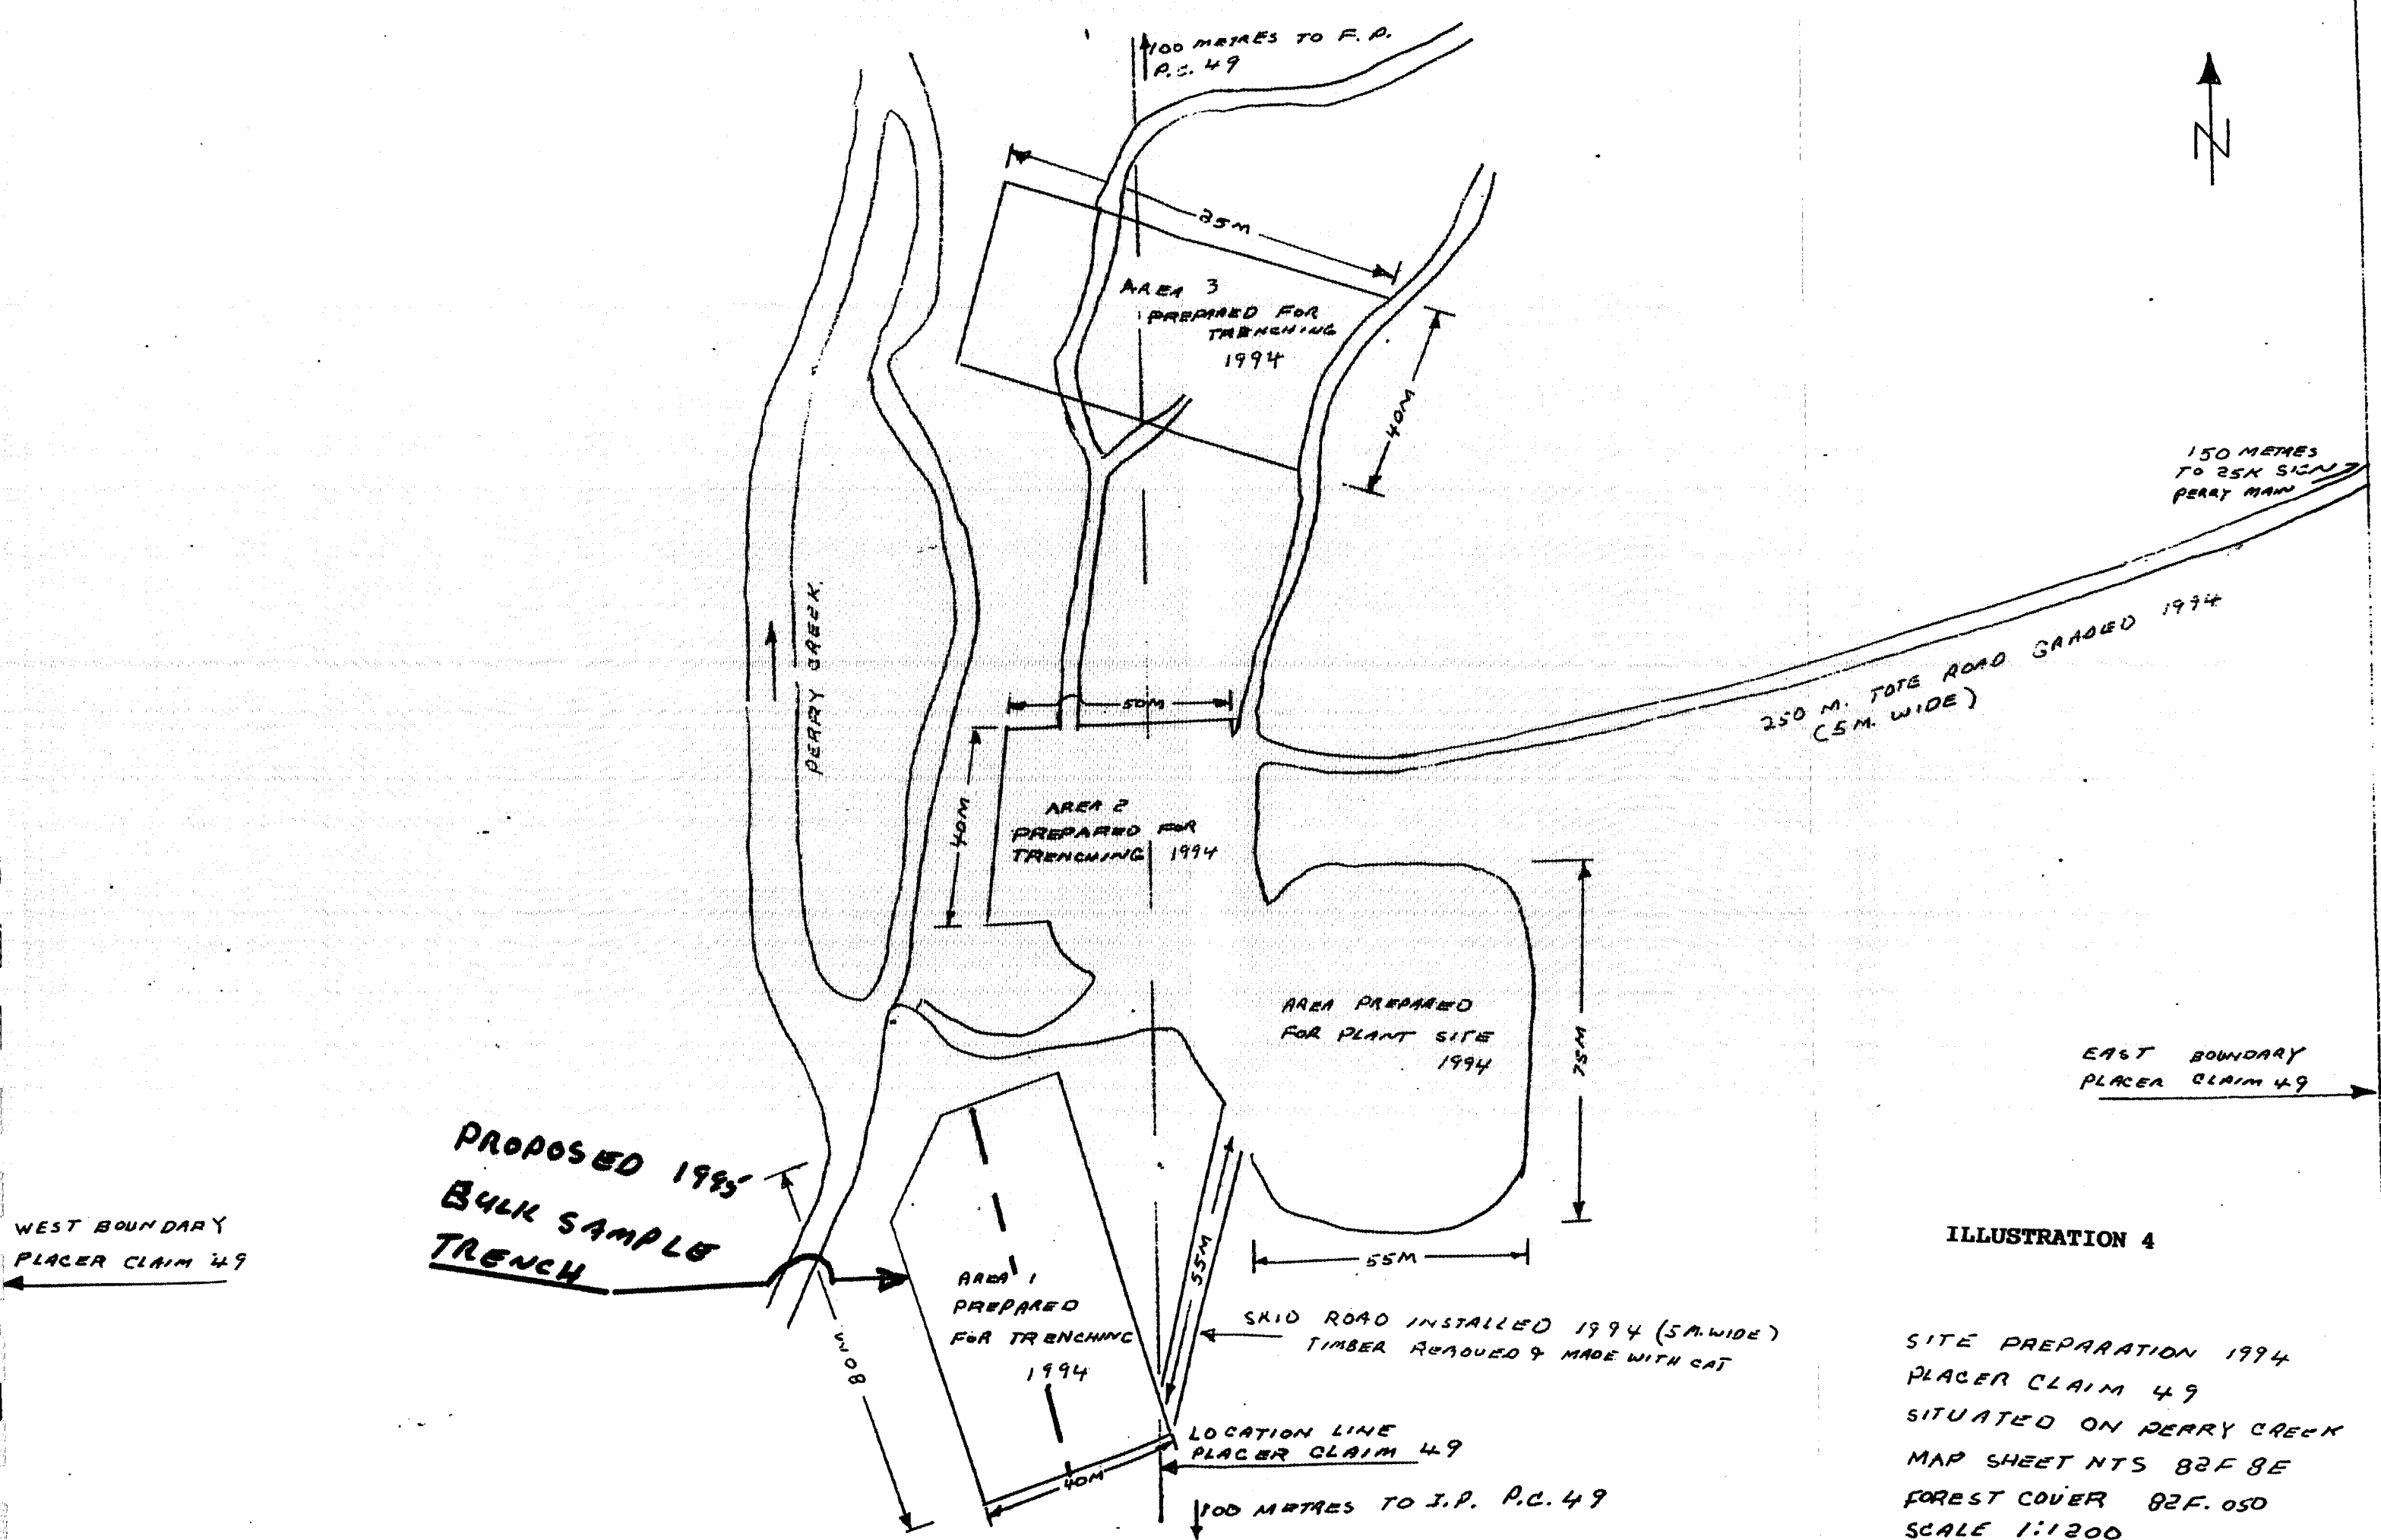 100 METRES TO F.P.
P.C. 49
N
AREA 3
PREPARED FOR
TRENCHING
1994
40M
150 METRES
TO 25K SIGN
PERRY MAIN
PERRY CREEK
250 M. TOTE ROAD GRADED 1994
(5M. WIDE)
50M
40M
AREA 2
PREPARED FOR
TRENCHING 1994
AREA PREPARED
FOR PLANT SITE
1994
75M
55M
EAST BOUNDARY
PLACER CLAIM 49
PROPOSED 1995
BULK SAMPLE
TRENCH
WEST BOUNDARY
PLACER CLAIM 49
80M
AREA 1
PREPARED
FOR TRENCHING
1994
40M
55M
SKID ROAD INSTALLED 1994 (5M. WIDE)
TIMBER REMOVED & MADE WITH CAT
LOCATION LINE
PLACER CLAIM 49
100 METRES TO I.P. P.C. 49
ILLUSTRATION 4
SITE PREPARATION 1994
PLACER CLAIM 49
SITUATED ON PERRY CREEK
MAP SHEET NTS 82F 8E
FOREST COVER 82F.050
SCALE 1:1200